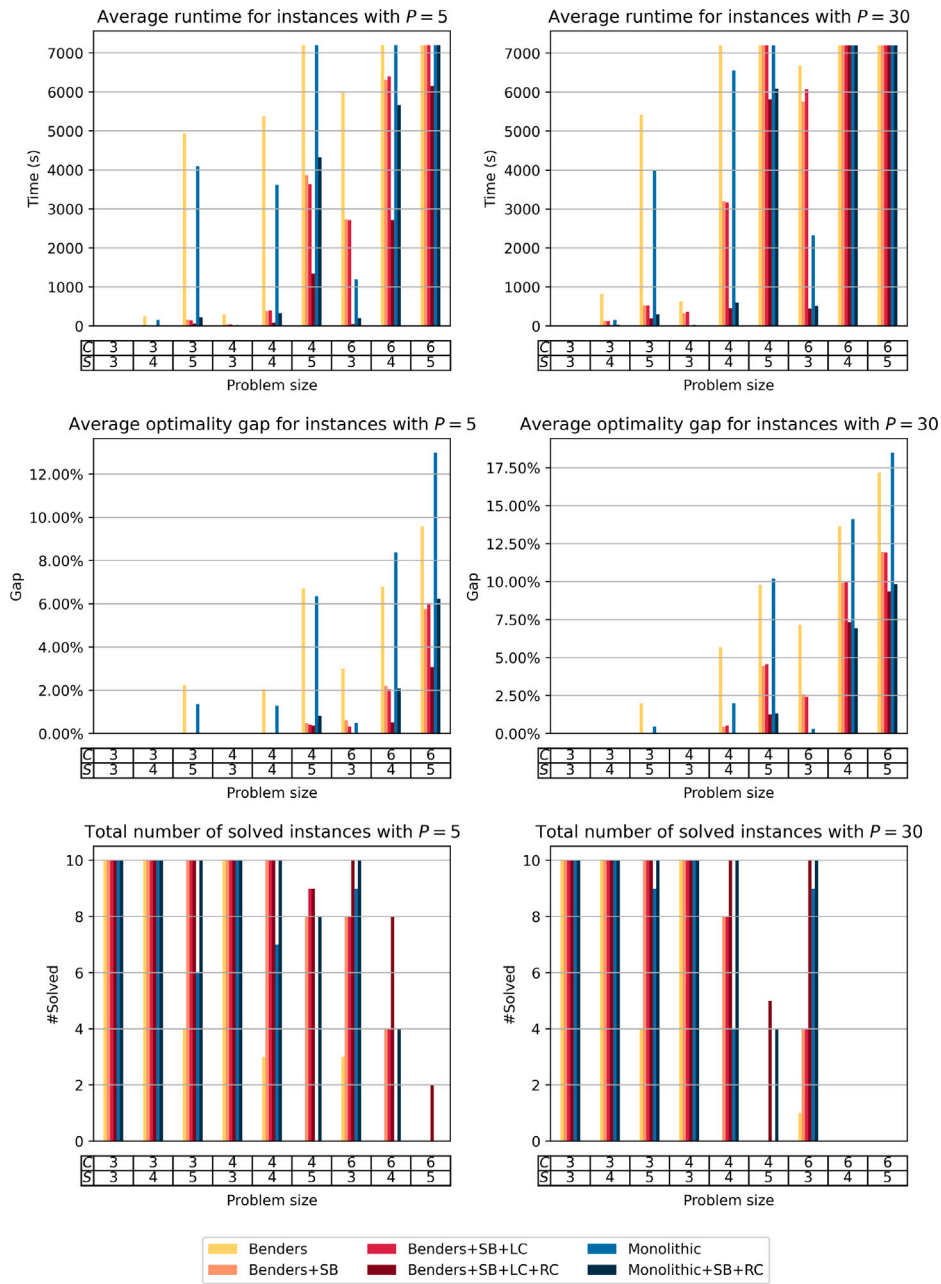 Average runtime for instances with P = 5
Time (s)
7000
6000
5000
4000
3000
2000
1000
0
C 3 3 3 4 4 4 6 6 6
S 3 4 5 3 4 5 3 4 5
Problem size
Average runtime for instances with P = 30
Time (s)
7000
6000
5000
4000
3000
2000
1000
0
C 3 3 3 4 4 4 6 6 6
S 3 4 5 3 4 5 3 4 5
Problem size
Average optimality gap for instances with P = 5
Gap
12.00%
10.00%
8.00%
6.00%
4.00%
2.00%
0.00%
C 3 3 3 4 4 4 6 6 6
S 3 4 5 3 4 5 3 4 5
Problem size
Average optimality gap for instances with P = 30
Gap
17.50%
15.00%
12.50%
10.00%
7.50%
5.00%
2.50%
0.00%
C 3 3 3 4 4 4 6 6 6
S 3 4 5 3 4 5 3 4 5
Problem size
Total number of solved instances with P = 5
#Solved
10
8
6
4
2
0
C 3 3 3 4 4 4 6 6 6
S 3 4 5 3 4 5 3 4 5
Problem size
Total number of solved instances with P = 30
#Solved
10
8
6
4
2
0
C 3 3 3 4 4 4 6 6 6
S 3 4 5 3 4 5 3 4 5
Problem size
Benders
Benders+SB
Benders+SB+LC
Benders+SB+LC+RC
Monolithic
Monolithic+SB+RC